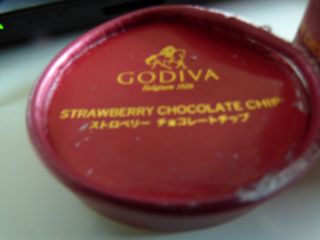 GODIVA
Belgium 1926
STRAWBERRY CHOCOLATE CHIP
ストロベリー チョコレートチップ